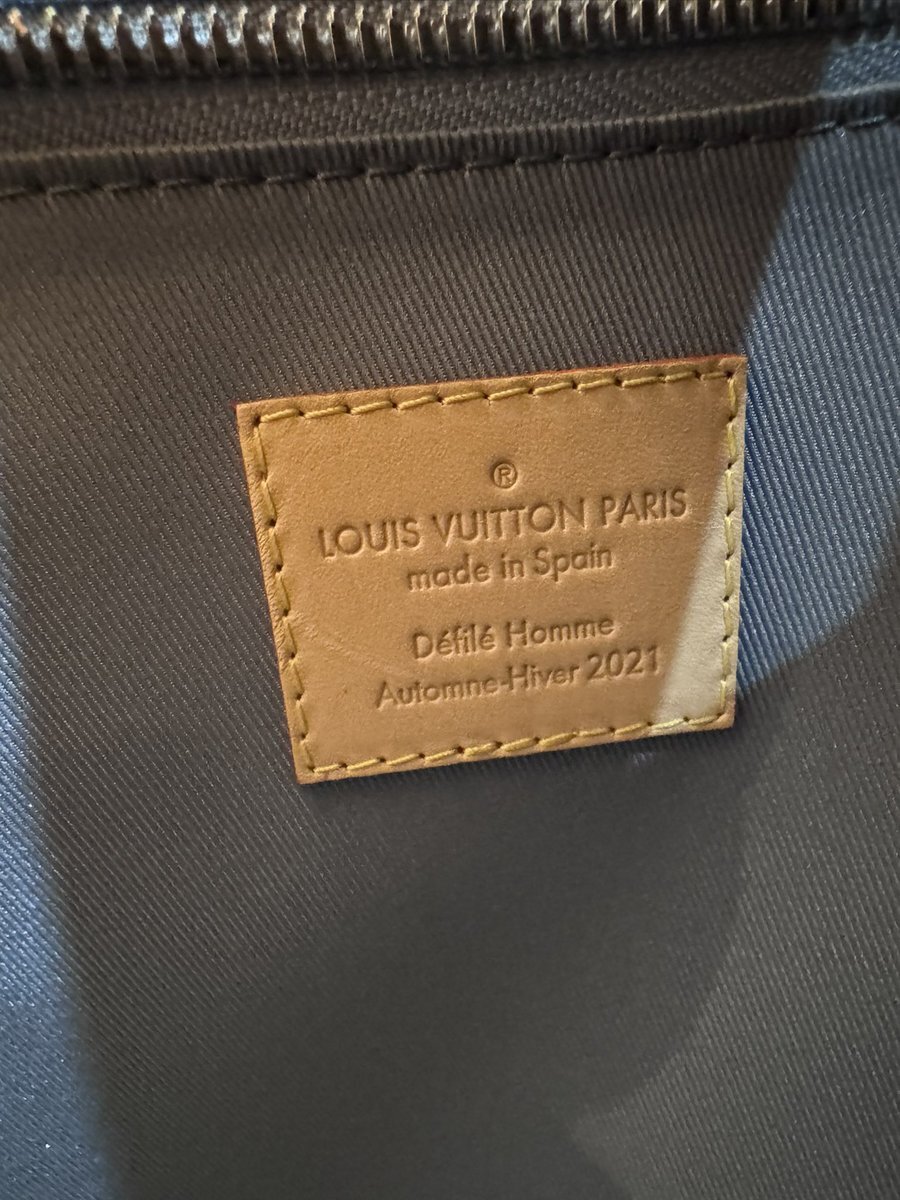 ®
LOUIS VUITTON PARIS
made in Spain
Défilé Homme
Automne-Hiver 2021